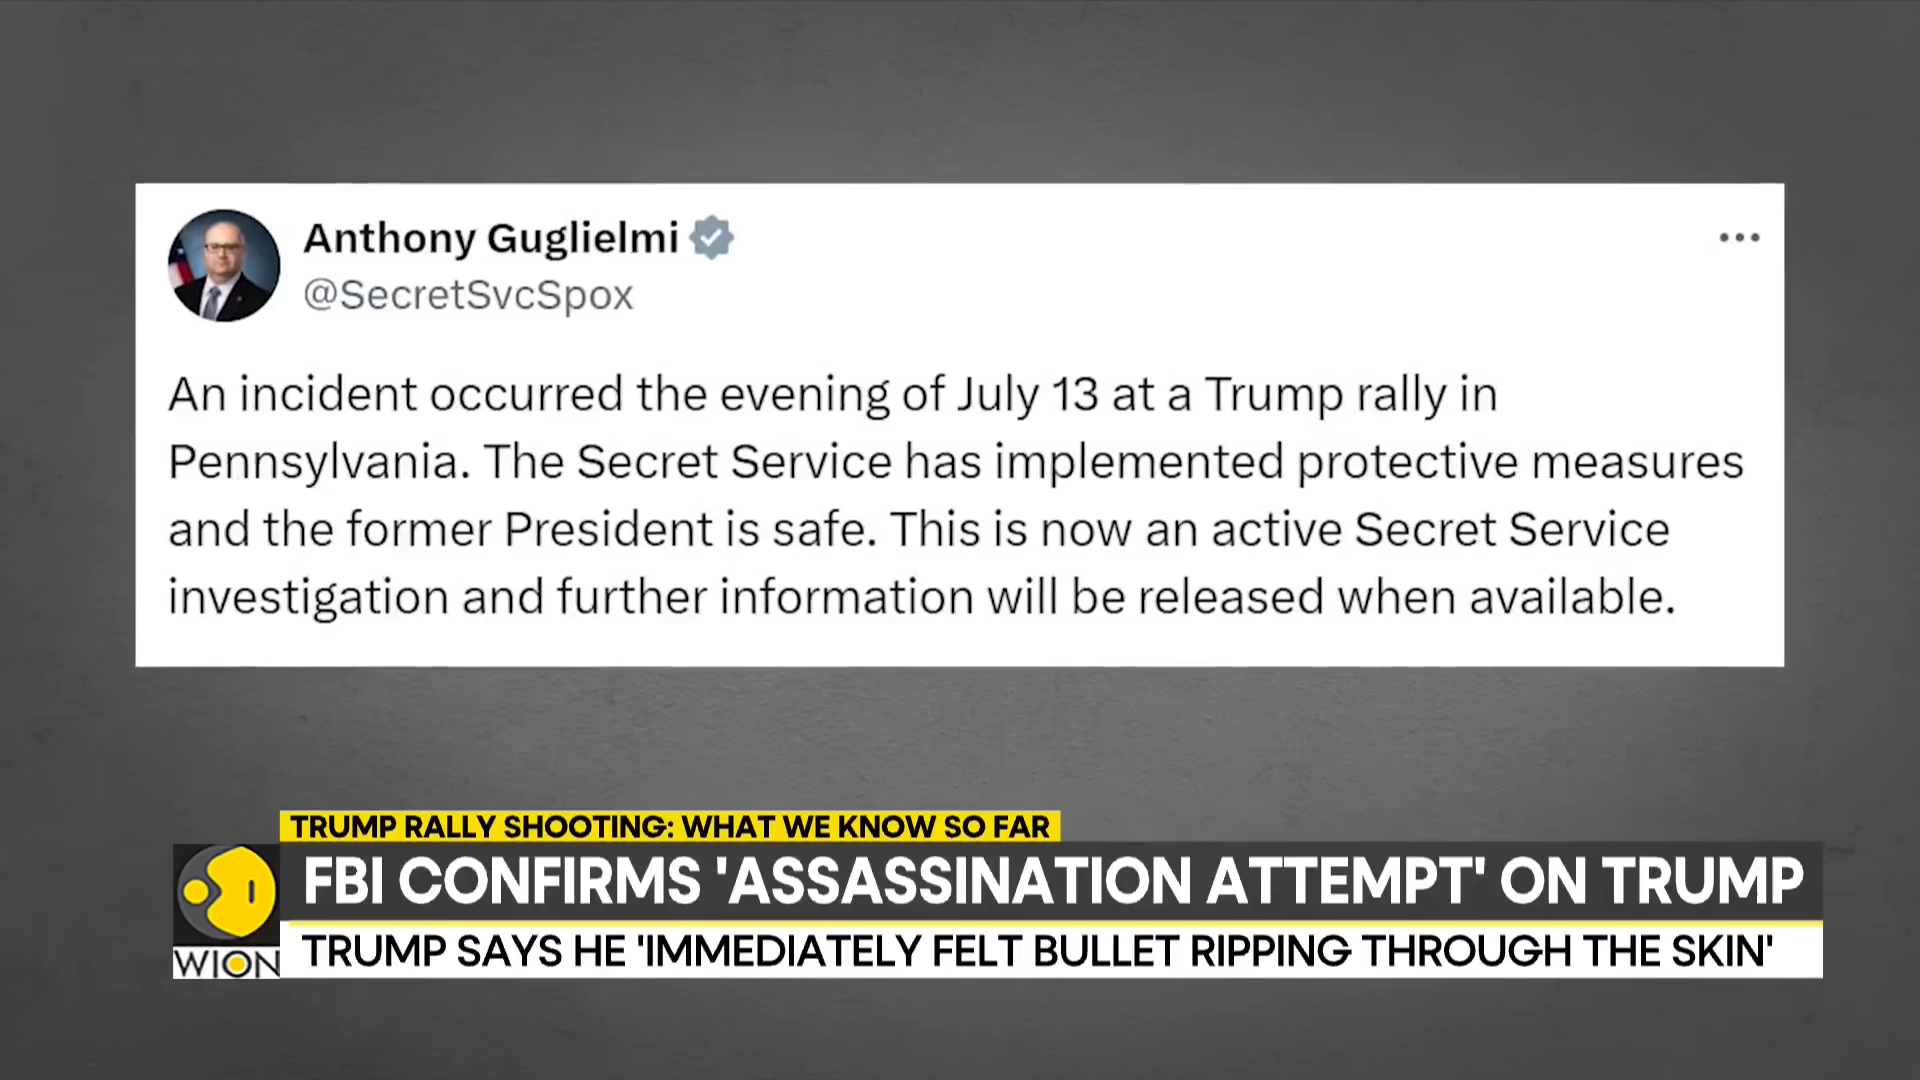 Anthony Guglielmi
@SecretSvcSpox
An incident occurred the evening of July 13 at a Trump rally in
Pennsylvania. The Secret Service has implemented protective measures
and the former President is safe. This is now an active Secret Service
investigation and further information will be released when available.
TRUMP RALLY SHOOTING: WHAT WE KNOW SO FAR
FBI CONFIRMS 'ASSASSINATION ATTEMPT' ON TRUMP
TRUMP SAYS HE 'IMMEDIATELY FELT BULLET RIPPING THROUGH THE SKIN'
WION